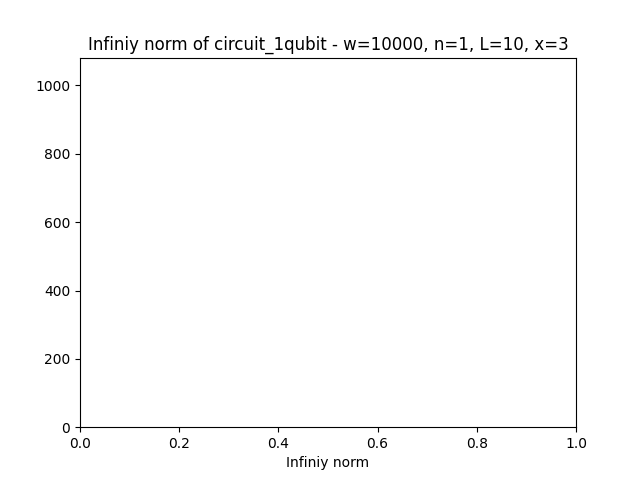 Infiniy norm of circuit_1qubit - w=10000, n=1, L=10, x=3
1000
800
600
400
200
0
0.0 0.2 0.4 0.6 0.8 1.0
Infiniy norm